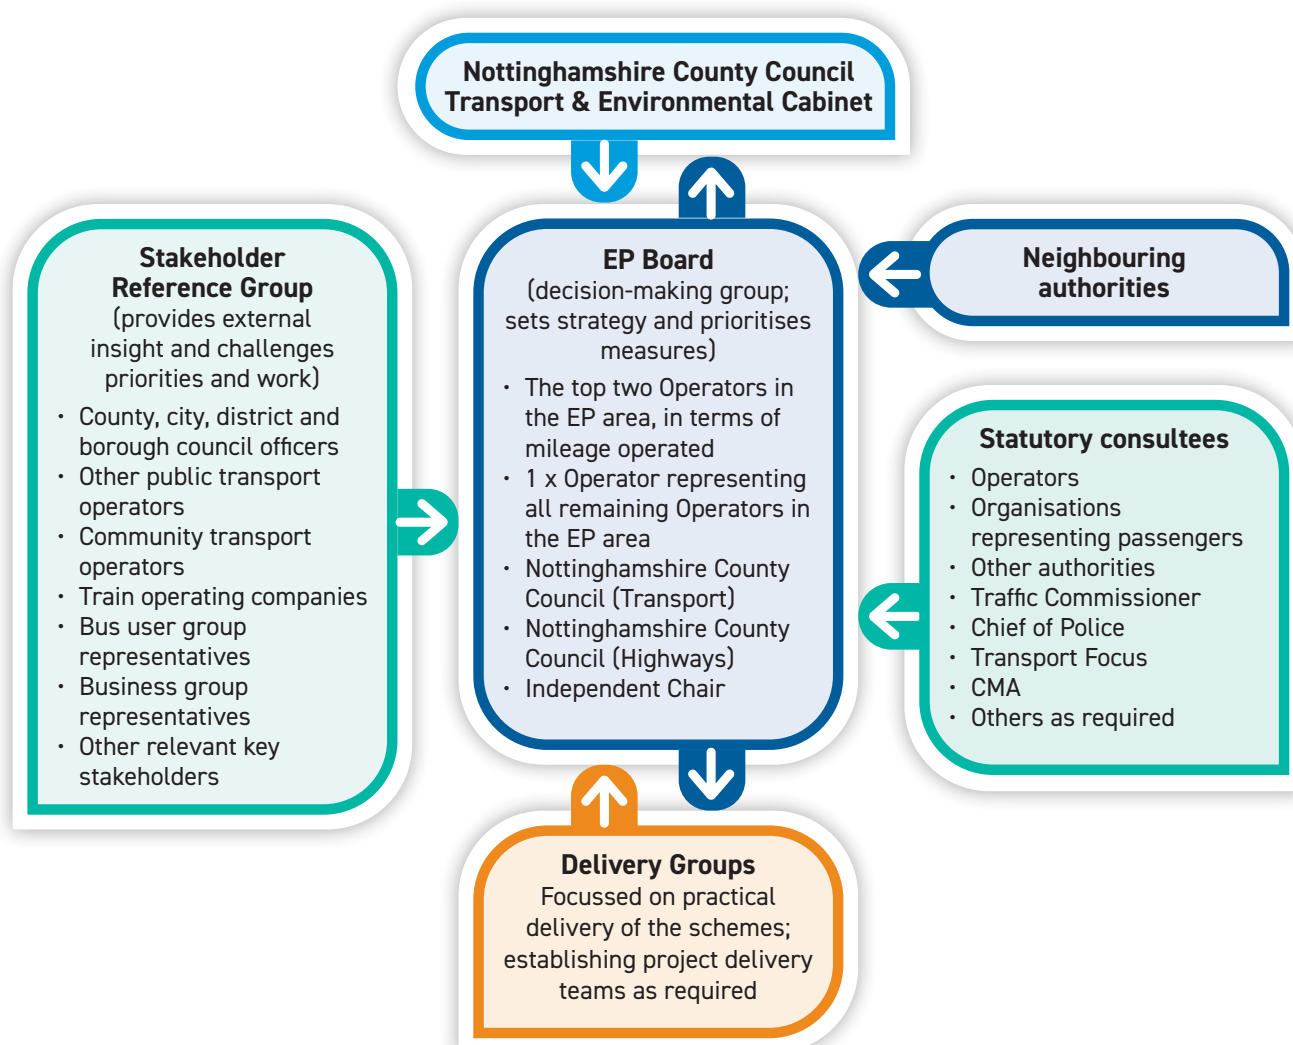 Nottinghamshire County Council
Transport & Environmental Cabinet
Stakeholder
Reference Group
(provides external
insight and challenges
priorities and work)
· County, city, district and
borough council officers
· Other public transport
operators
· Community transport
operators
· Train operating companies
· Bus user group
representatives
· Business group
representatives
· Other relevant key
stakeholders
EP Board
(decision-making group;
sets strategy and prioritises
measures)
· The top two Operators in
the EP area, in terms of
mileage operated
· 1 x Operator representing
all remaining Operators in
the EP area
· Nottinghamshire County
Council (Transport)
· Nottinghamshire County
Council (Highways)
· Independent Chair
Neighbouring
authorities
Statutory consultees
· Operators
· Organisations
representing passengers
· Other authorities
· Traffic Commissioner
· Chief of Police
· Transport Focus
· CMA
· Others as required
Delivery Groups
Focussed on practical
delivery of the schemes;
establishing project delivery
teams as required